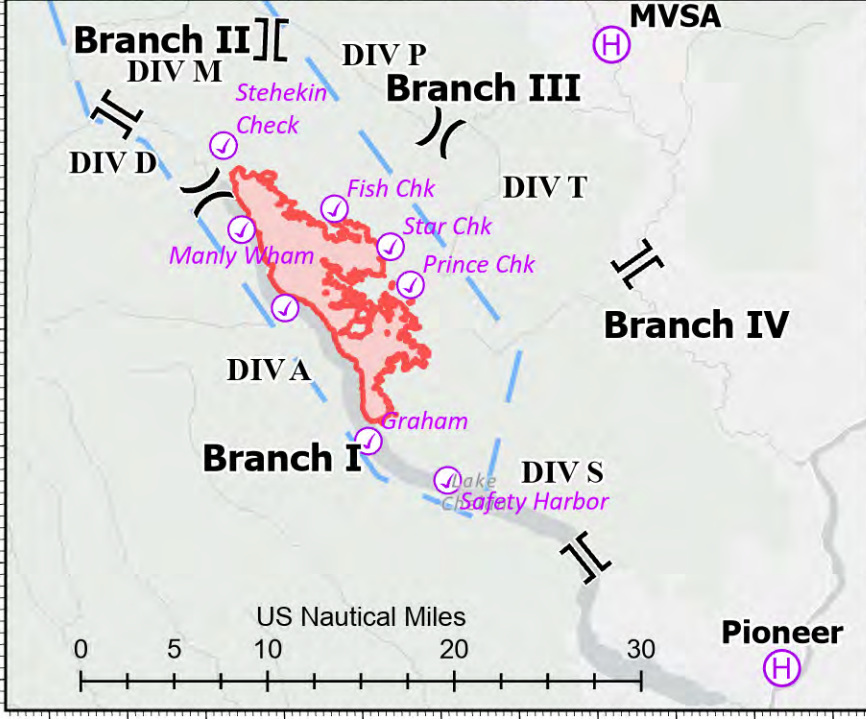 MVSA
H
Branch II
DIV P
DIV M
Branch III
Stehekin
Check
DIV D
Fish Chk
DIV T
Star Chk
Manly Wham
Prince Chk
Branch IV
DIV A
Graham
Branch I
DIV S
Lake
Safety Harbor
US Nautical Miles
0 5 10 20 30
Pioneer
H